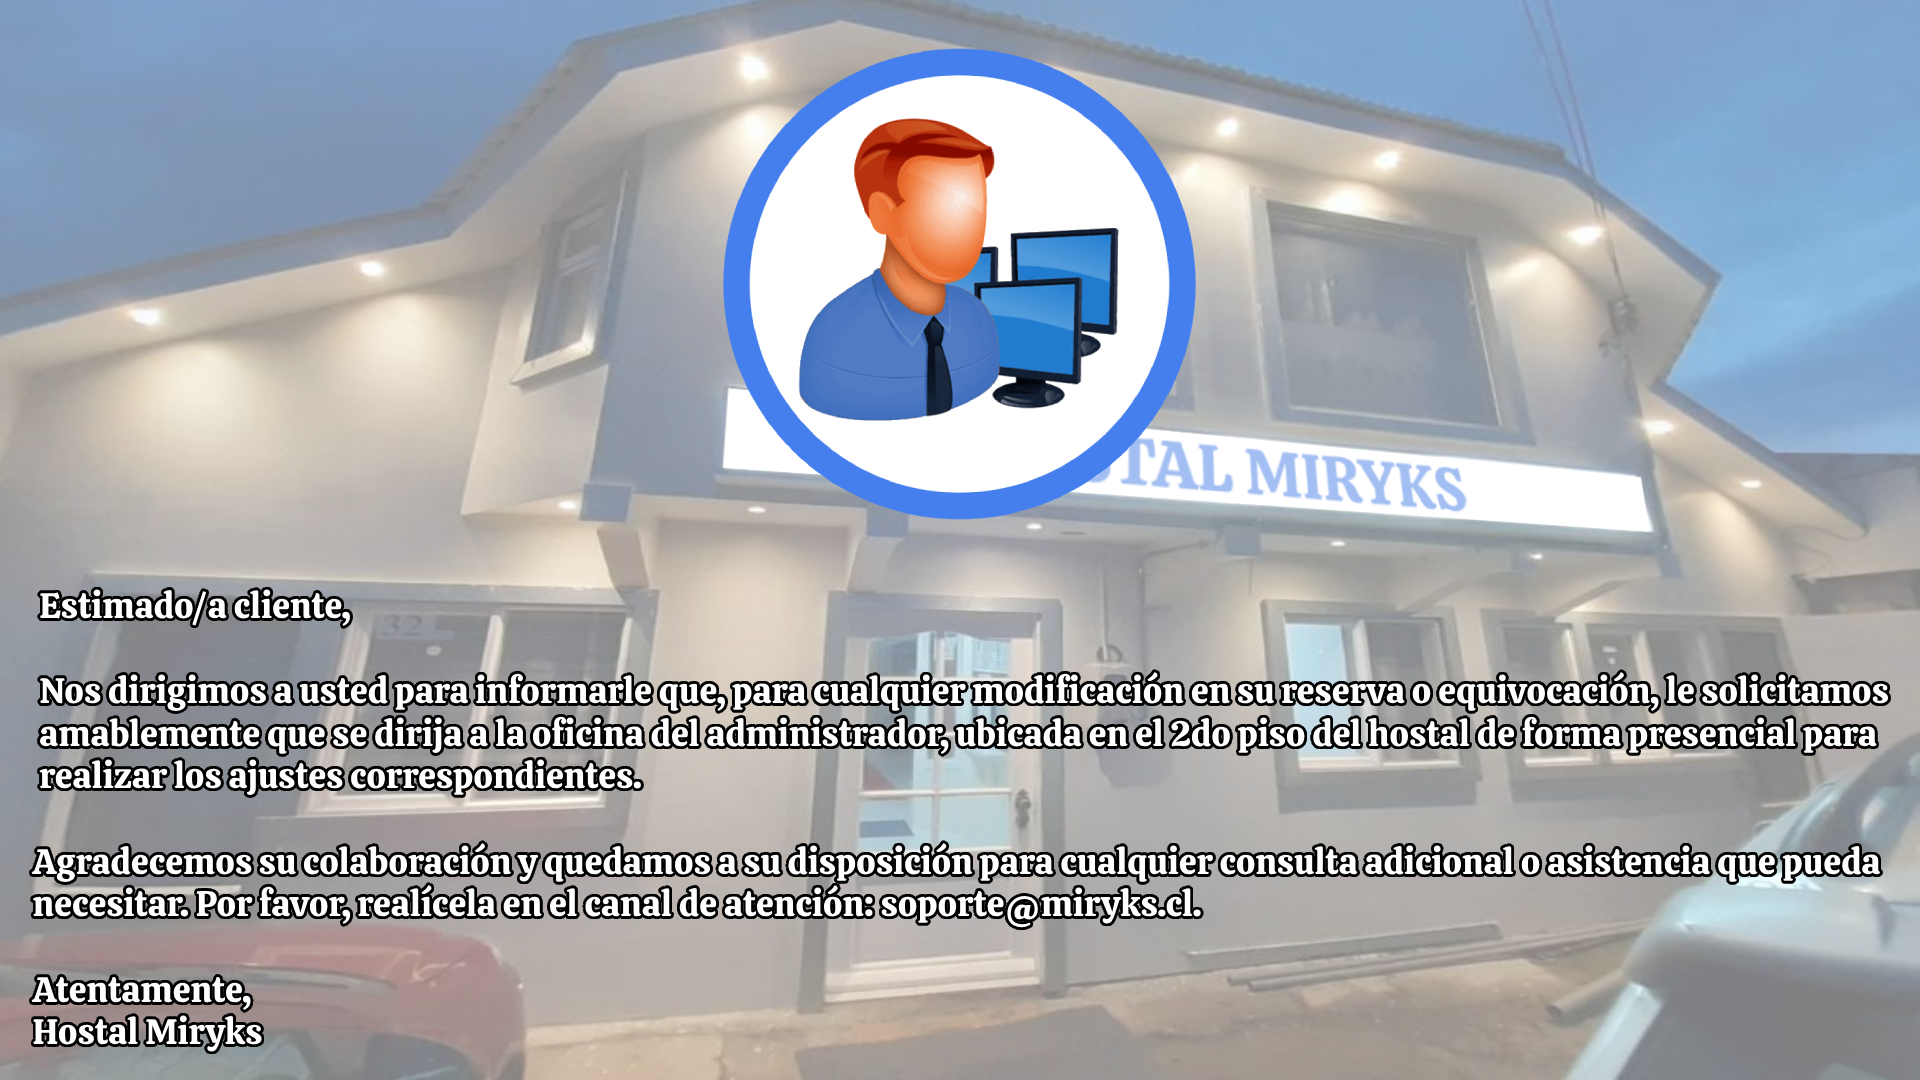 STAL MIRYKS
32
Estimado/a cliente,
Nos dirigimos a usted para informarle que, para cualquier modificación en su reserva o equivocación, le solicitamos
amablemente que se dirija a la oficina del administrador, ubicada en el 2do piso del hostal de forma presencial para
realizar los ajustes correspondientes.
Agradecemos su colaboración y quedamos a su disposición para cualquier consulta adicional o asistencia que pueda
necesitar. Por favor, realícela en el canal de atención: soporte@miryks.cl.
Atentamente,
Hostal Miryks